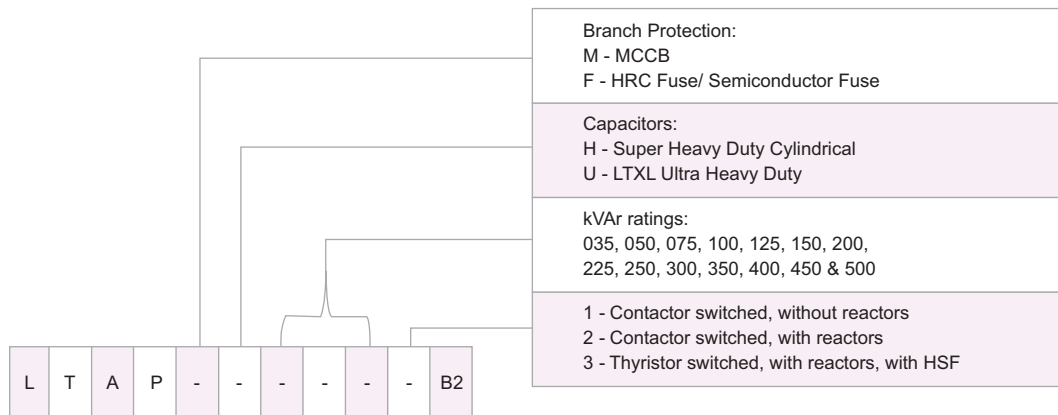 Branch Protection:
M - MCCB
F - HRC Fuse/ Semiconductor Fuse
Capacitors:
H - Super Heavy Duty Cylindrical
U - LTXL Ultra Heavy Duty
kVAr ratings:
035, 050, 075, 100, 125, 150, 200,
225, 250, 300, 350, 400, 450 & 500
1 - Contactor switched, without reactors
2 - Contactor switched, with reactors
3 - Thyristor switched, with reactors, with HSF
L T A P - - - - - - B2